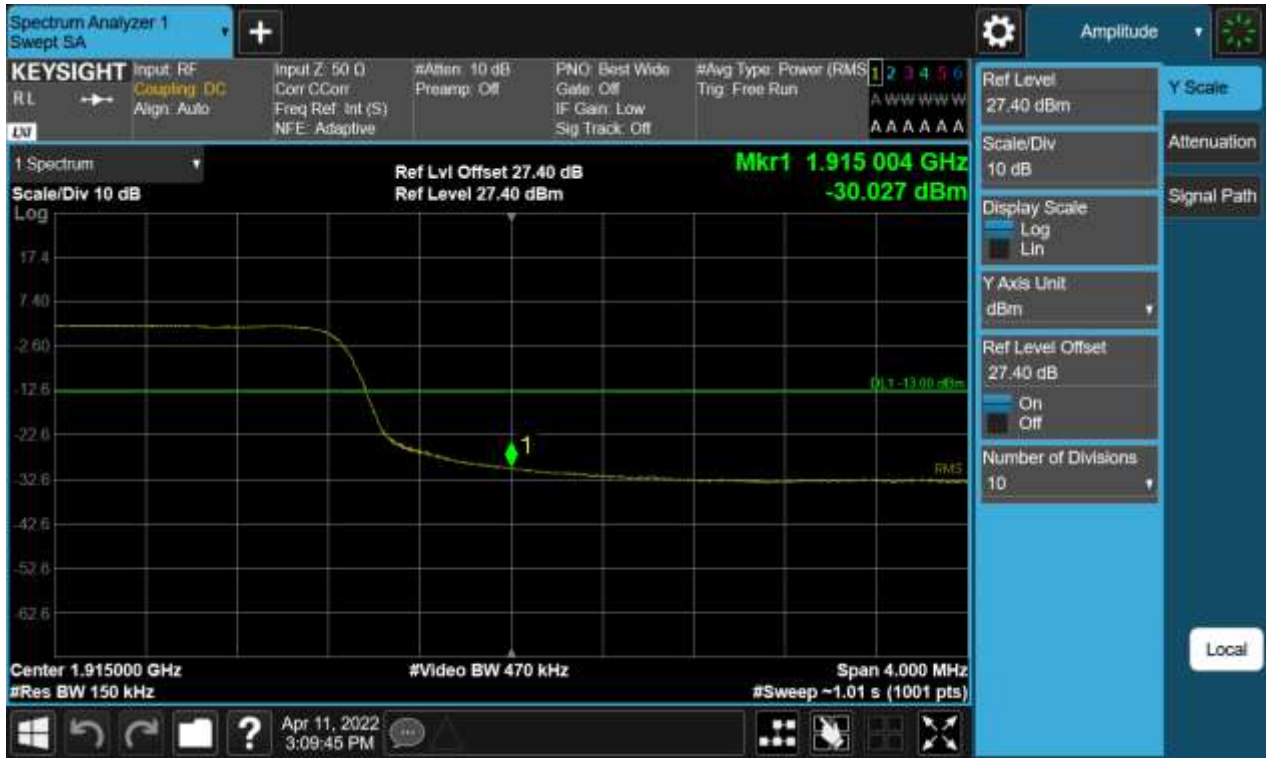 Spectrum Analyzer 1
Swept SA
+
Amplitude
KEYSIGHT
RL
LXI
Input: RF
Coupling: DC
Align: Auto
Input Z: 50 Ω
Corr CCorr
Freq Ref: Int (S)
NFE: Adaptive
#Atten: 10 dB
Preamp: Off
PNO: Best Wide
Gate: Off
IF Gain: Low
Sig Track: Off
#Avg Type: Power (RMS
Trig: Free Run
1 2 3 4 5 6
A W W W W W
A A A A A A
1 Spectrum
Scale/Div 10 dB
Ref Lvl Offset 27.40 dB
Ref Level 27.40 dBm
Mkr1 1.915 004 GHz
-30.027 dBm
Log
17.4
7.40
-2.60
-12.6
-22.6
-32.6
-42.6
-52.6
-62.6
DL1 -13.00 dBm
1
RMS
Center 1.915000 GHz
#Res BW 150 kHz
#Video BW 470 kHz
Span 4.000 MHz
#Sweep ~1.01 s (1001 pts)
Ref Level
27.40 dBm
Scale/Div
10 dB
Display Scale
Log
Lin
Y Axis Unit
dBm
Ref Level Offset
27.40 dB
On
Off
Number of Divisions
10
Y Scale
Attenuation
Signal Path
Local
?
Apr 11, 2022
3:09:45 PM